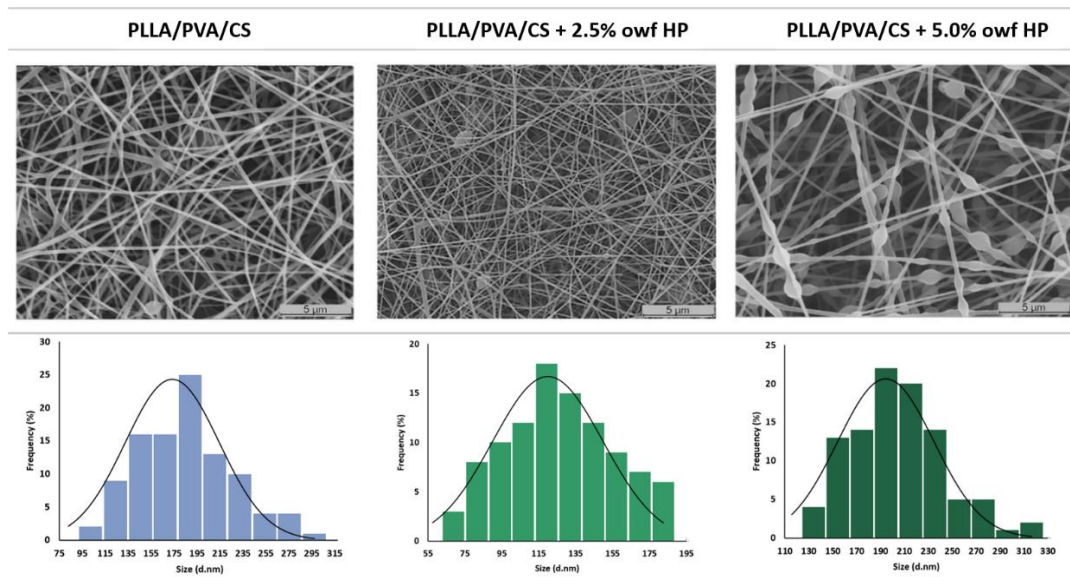 PLLA/PVA/CS
PLLA/PVA/CS + 2.5% owf HP
PLLA/PVA/CS + 5.0% owf HP
5 µm
5 µm
5 µm
Frequency (%)
30
25
20
15
10
5
0
75 95 115 135 155 175 195 215 235 255 275 295 315
Size (d.nm)
Frequency (%)
20
15
10
5
0
55 75 95 115 135 155 175 195
Size (d.nm)
Frequency (%)
25
20
15
10
5
0
110 130 150 170 190 210 230 250 270 290 310 330
Size (d.nm)